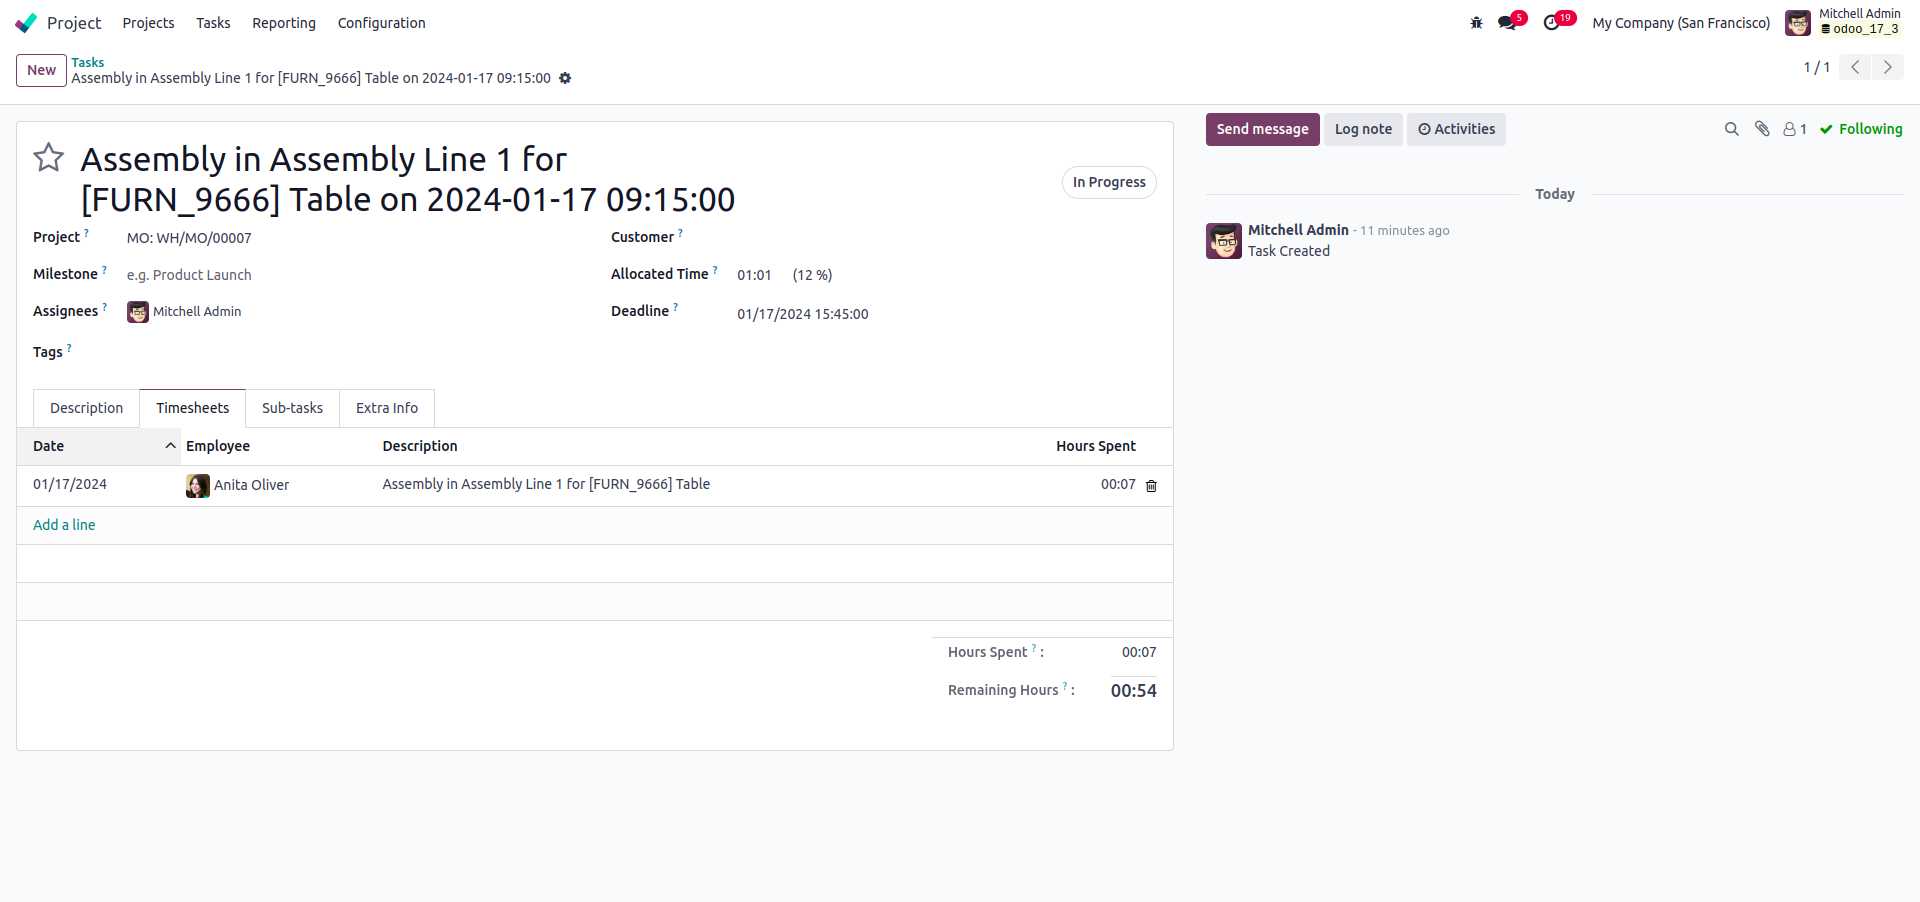 Project Projects Tasks Reporting Configuration 5 19 My Company (San Francisco) Mitchell Admin
odoo_17_3
New Tasks
Assembly in Assembly Line 1 for [FURN_9666] Table on 2024-01-17 09:15:00
1 / 1
Send message Log note Activities 1 Following
Assembly in Assembly Line 1 for
[FURN_9666] Table on 2024-01-17 09:15:00
In Progress
Project ? MO: WH/MO/00007
Customer ?
Milestone ? e.g. Product Launch
Allocated Time ? 01:01 (12 %)
Assignees ? Mitchell Admin
Deadline ? 01/17/2024 15:45:00
Tags ?
Description Timesheets Sub-tasks Extra Info
Date Employee Description Hours Spent
01/17/2024 Anita Oliver Assembly in Assembly Line 1 for [FURN_9666] Table 00:07
Add a line
Hours Spent ? : 00:07
Remaining Hours ? : 00:54
Today
Mitchell Admin - 11 minutes ago
Task Created